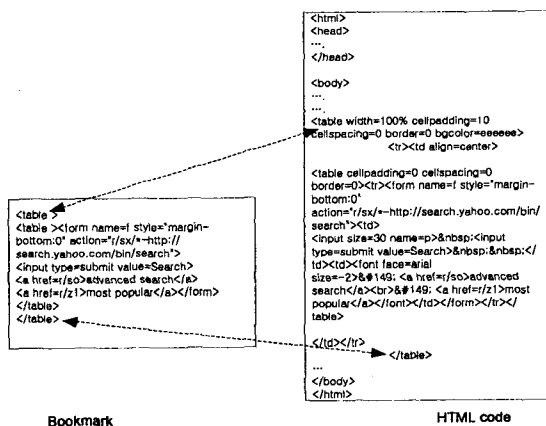 <table >
<table ><form name=f style="margin-
bottom:0" action="r/sx/*-http://
search.yahoo.com/bin/search">
<input type=submit value=Search>
<a href=r/so>advanced search</a>
<a href=r/z1>most popular</a></form>
</table>
</table>
Bookmark
<html>
<head>
...
</head>
<body>
...
...
<table width=100% cellpadding=10
cellspacing=0 border=0 bgcolor=eeeeee>
<tr><td align=center>
<table cellpadding=0 cellspacing=0
border=0><tr><form name=f style="margin-
bottom:0"
action="r/sx/*-http://search.yahoo.com/bin/
search"><td>
<input size=30 name=p>&nbsp;<input
type=submit value=Search>&nbsp;&nbsp;</
td><td><font face=arial
size=-2>&#149; <a href=r/so>advanced
search</a><br>&#149; <a href=r/z1>most
popular</a></font></td></form></tr></
table>
</td></tr>
</table>
...
</body>
</html>
HTML code